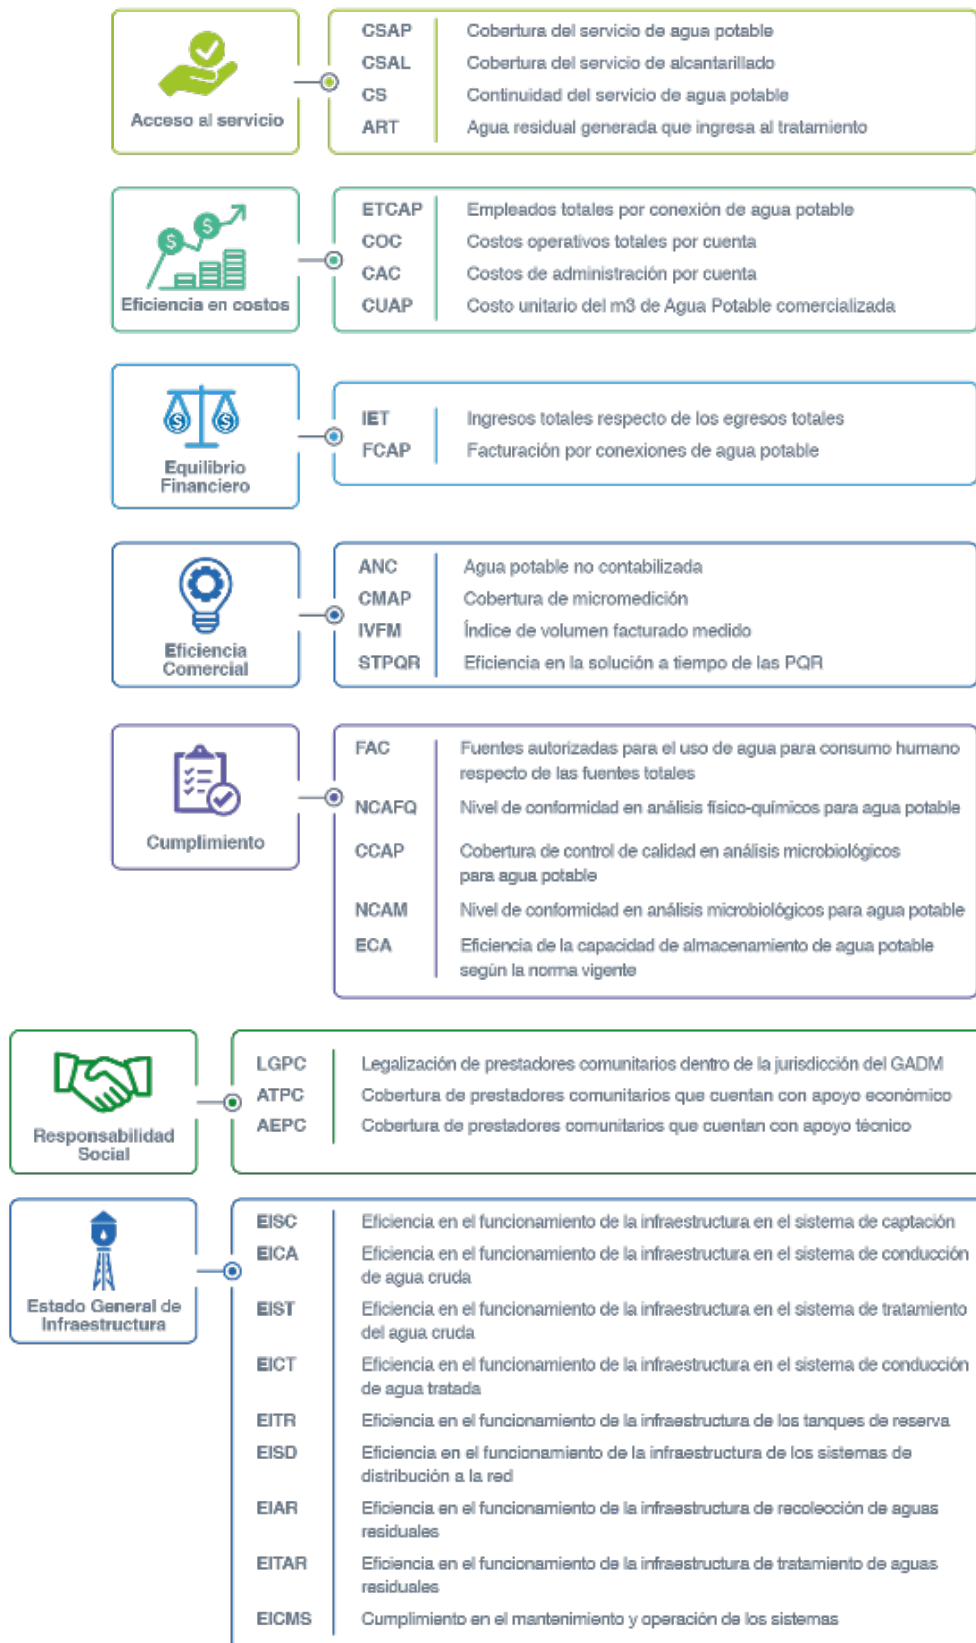 Acceso al servicio
CSAP Cobertura del servicio de agua potable
CSAL Cobertura del servicio de alcantarillado
CS Continuidad del servicio de agua potable
ART Agua residual generada que ingresa al tratamiento
Eficiencia en costos
ETCAP Empleados totales por conexión de agua potable
COC Costos operativos totales por cuenta
CAC Costos de administración por cuenta
CUAP Costo unitario del m3 de Agua Potable comercializada
Equilibrio
Financiero
IET Ingresos totales respecto de los egresos totales
FCAP Facturación por conexiones de agua potable
Eficiencia
Comercial
ANC Agua potable no contabilizada
CMAP Cobertura de micromedición
IVFM Índice de volumen facturado medido
STPQR Eficiencia en la solución a tiempo de las PQR
Cumplimiento
FAC Fuentes autorizadas para el uso de agua para consumo humano
respecto de las fuentes totales
NCAFQ Nivel de conformidad en análisis físico-químicos para agua potable
CCAP Cobertura de control de calidad en análisis microbiológicos
para agua potable
NCAM Nivel de conformidad en análisis microbiológicos para agua potable
ECA Eficiencia de la capacidad de almacenamiento de agua potable
según la norma vigente
Responsabilidad
Social
LGPC Legalización de prestadores comunitarios dentro de la jurisdicción del GADM
ATPC Cobertura de prestadores comunitarios que cuentan con apoyo económico
AEPC Cobertura de prestadores comunitarios que cuentan con apoyo técnico
Estado General de
Infraestructura
EISC Eficiencia en el funcionamiento de la infraestructura en el sistema de captación
EICA Eficiencia en el funcionamiento de la infraestructura en el sistema de conducción
de agua cruda
EIST Eficiencia en el funcionamiento de la infraestructura en el sistema de tratamiento
del agua cruda
EICT Eficiencia en el funcionamiento de la infraestructura en el sistema de conducción
de agua tratada
EITR Eficiencia en el funcionamiento de la infraestructura de los tanques de reserva
EISD Eficiencia en el funcionamiento de la infraestructura de los sistemas de
distribución a la red
EIAR Eficiencia en el funcionamiento de la infraestructura de recolección de aguas
residuales
EITAR Eficiencia en el funcionamiento de la infraestructura de tratamiento de aguas
residuales
EICMS Cumplimiento en el mantenimiento y operación de los sistemas